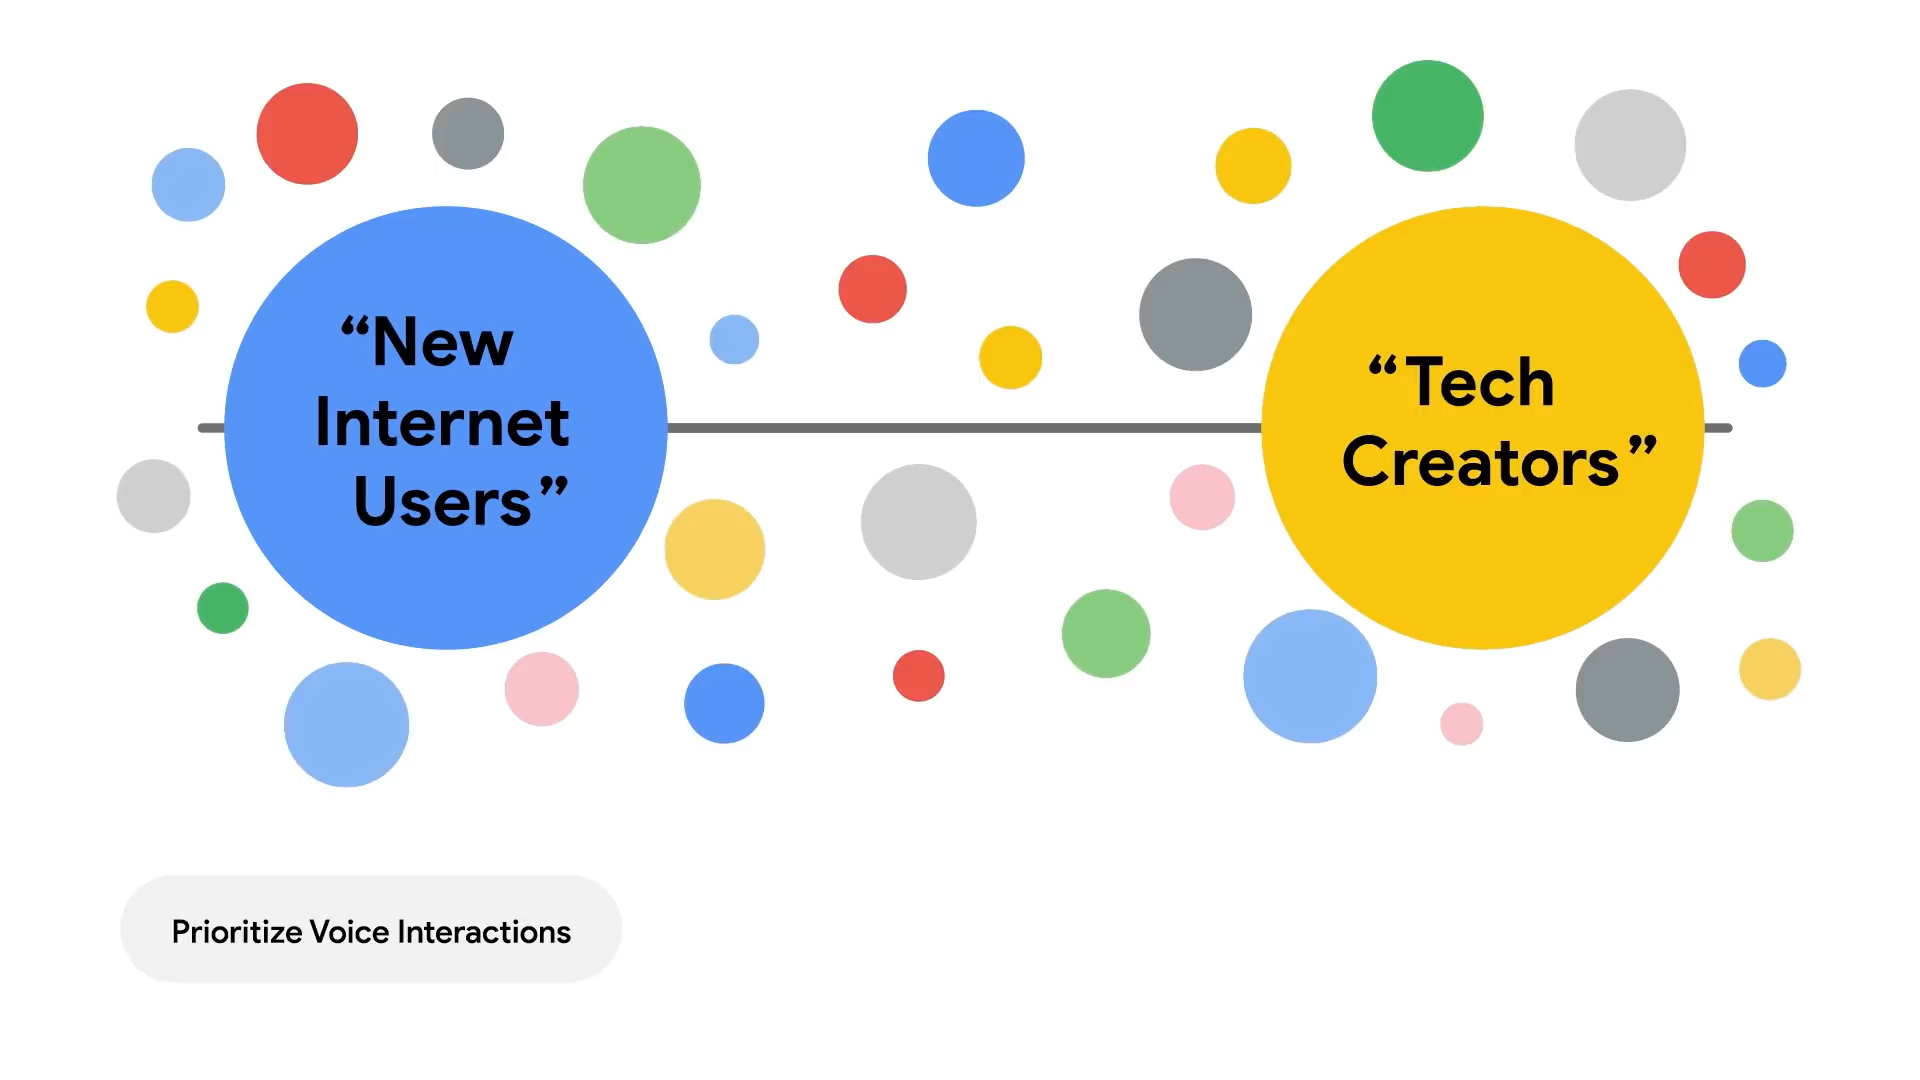 “New
Internet
Users”
“Tech
Creators”
Prioritize Voice Interactions